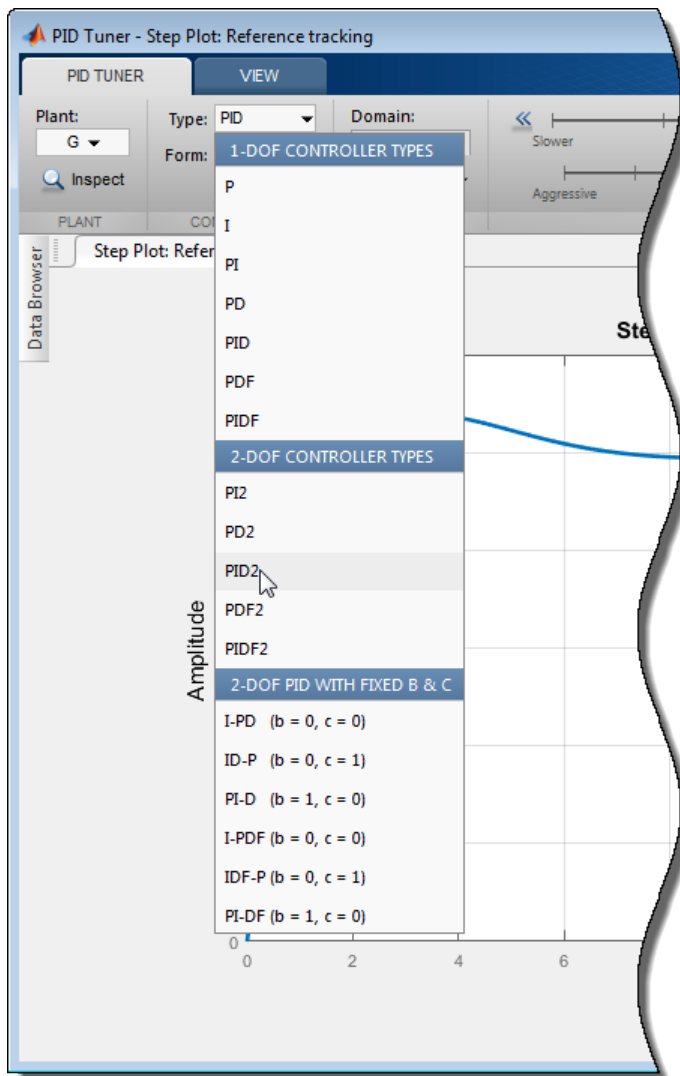 PID Tuner - Step Plot: Reference tracking
PID TUNER VIEW
Plant: Type: PID Domain:
G Slower
Form:
Inspect Aggressive
PLANT
Step Plot: Refer
Data Browser
1-DOF CONTROLLER TYPES
P
I
PI
PD
PID
PDF
PIDF
2-DOF CONTROLLER TYPES
PI2
PD2
PID2
PDF2
PIDF2
2-DOF PID WITH FIXED B & C
I-PD (b = 0, c = 0)
ID-P (b = 0, c = 1)
PI-D (b = 1, c = 0)
I-PDF (b = 0, c = 0)
IDF-P (b = 0, c = 1)
PI-DF (b = 1, c = 0)
Amplitude
0
0 2 4 6